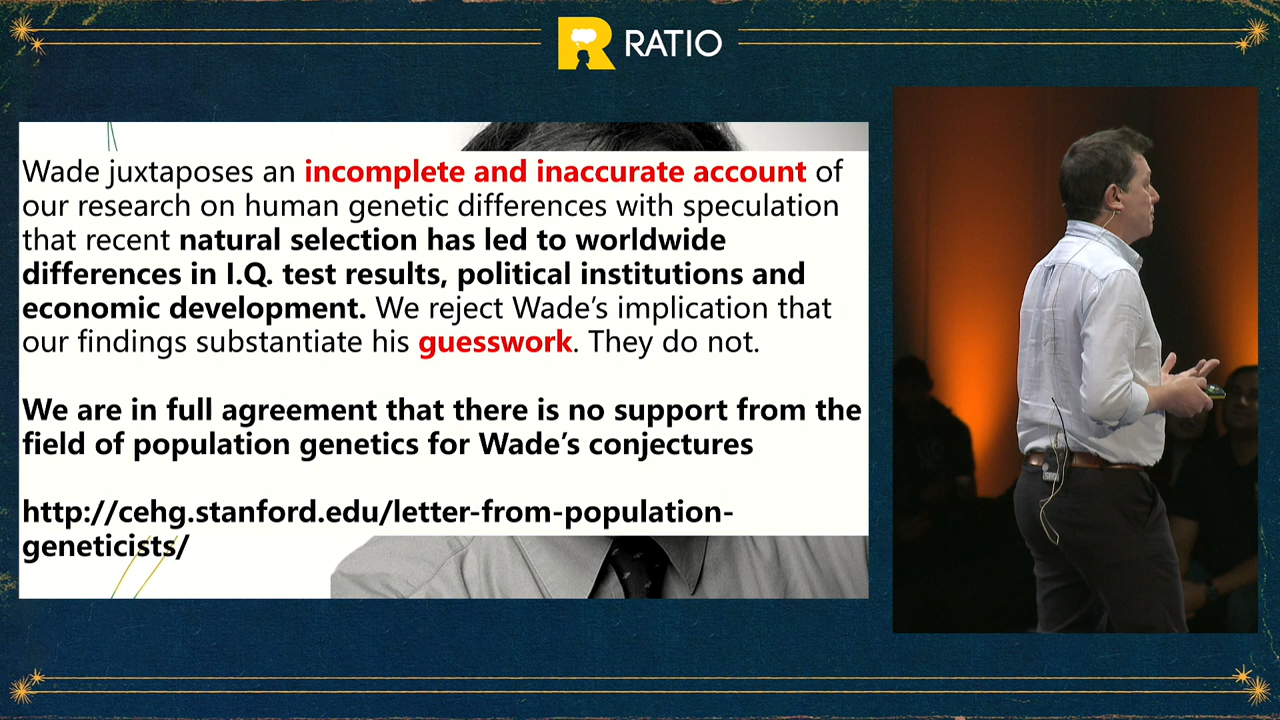 RATIO
Wade juxtaposes an incomplete and inaccurate account of
our research on human genetic differences with speculation
that recent natural selection has led to worldwide
differences in I.Q. test results, political institutions and
economic development. We reject Wade’s implication that
our findings substantiate his guesswork. They do not.
We are in full agreement that there is no support from the
field of population genetics for Wade’s conjectures
http://cehg.stanford.edu/letter-from-population-
geneticists/